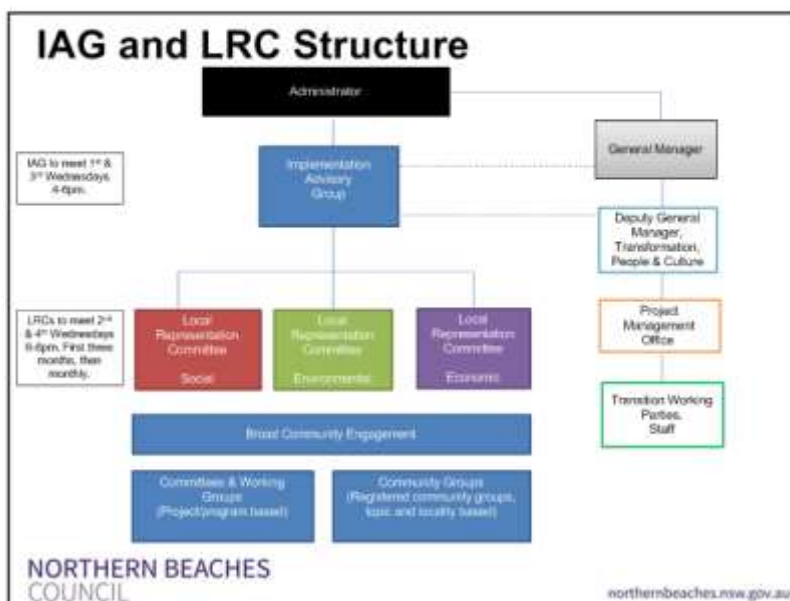 IAG and LRC Structure
Administrator
General Manager
IAG to meet 1st &
3rd Wednesdays
4-6pm.
Implementation
Advisory
Group
Deputy General
Manager,
Transformation,
People & Culture
LRCs to meet 2nd
& 4th Wednesdays
6-8pm. First three
months, then
monthly.
Local
Representation
Committee
Social
Local
Representation
Committee
Environmental
Local
Representation
Committee
Economic
Project
Management
Office
Transition Working
Parties,
Staff
Broad Community Engagement
Committees & Working
Groups
(Project/program based)
Community Groups
(Registered community groups,
topic and locality based)
NORTHERN BEACHES
COUNCIL
northernbeaches.nsw.gov.au